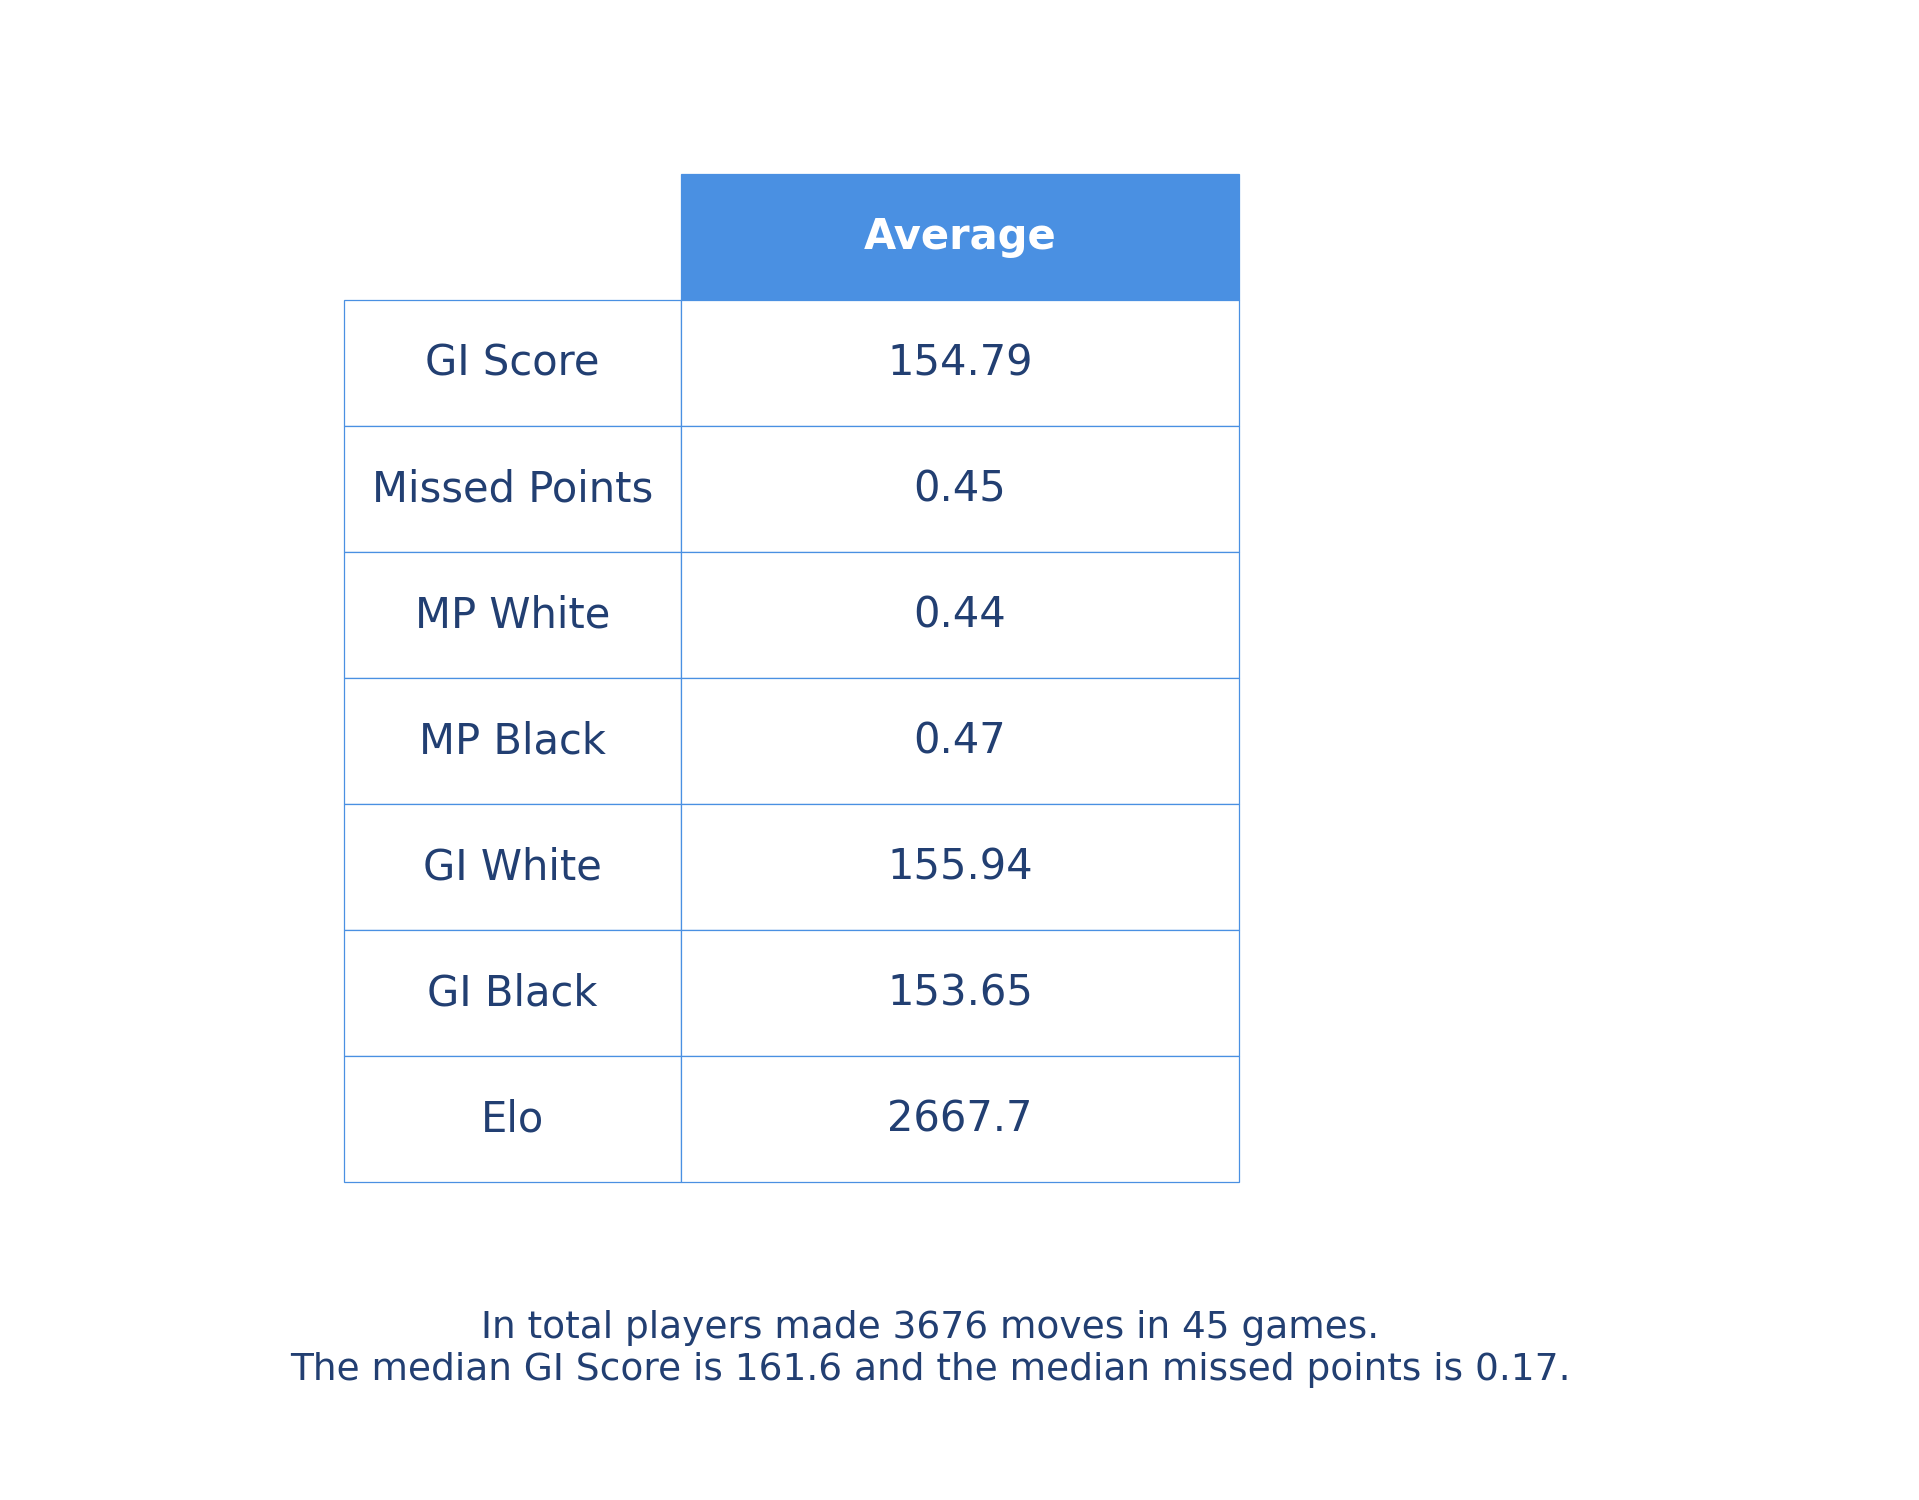 Average
GI Score 154.79
Missed Points 0.45
MP White 0.44
MP Black 0.47
GI White 155.94
GI Black 153.65
Elo 2667.7
In total players made 3676 moves in 45 games.
The median GI Score is 161.6 and the median missed points is 0.17.